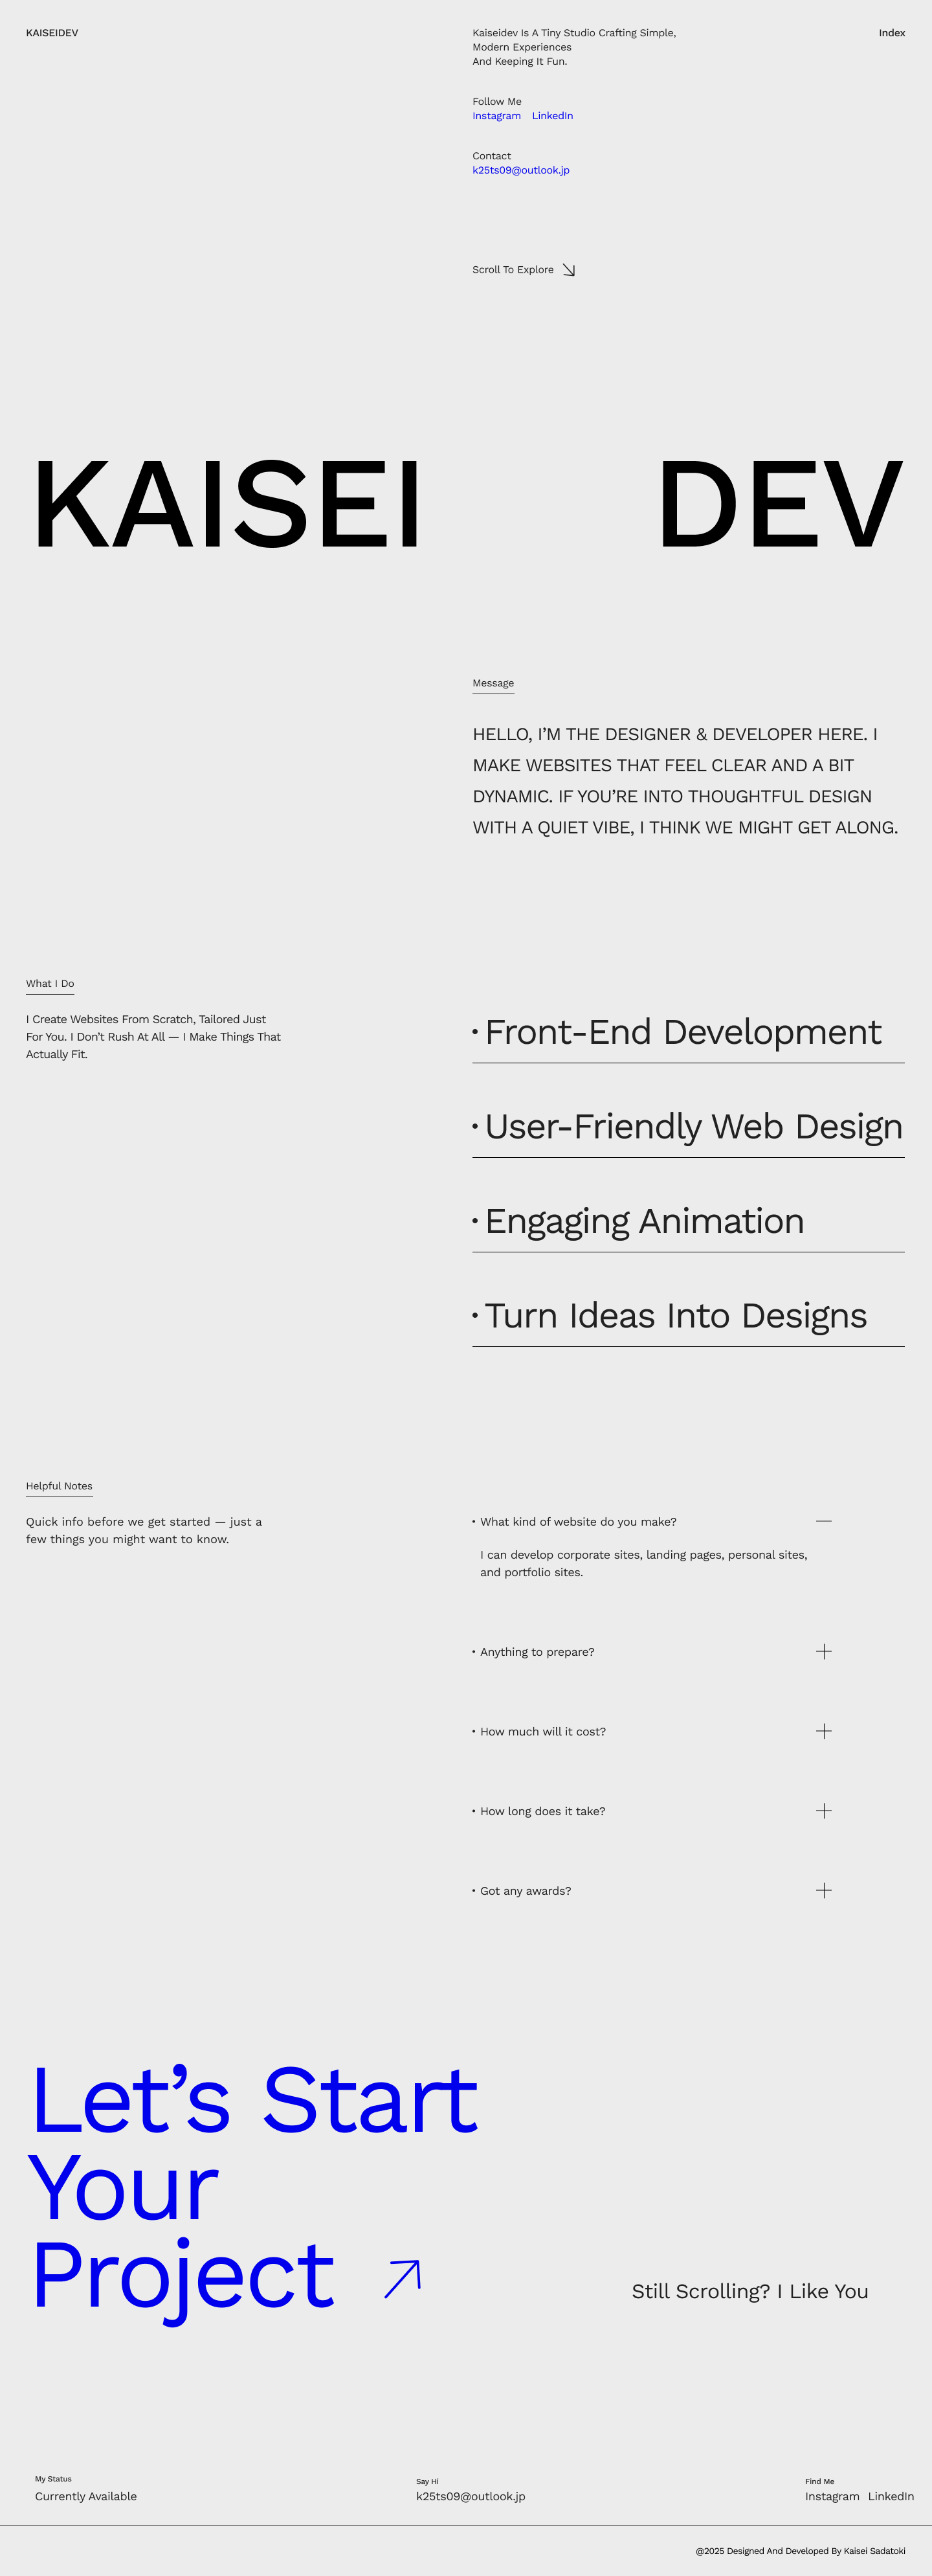 KAISEIDEV
Kaiseidev Is A Tiny Studio Crafting Simple,
Modern Experiences
And Keeping It Fun.
Index
Follow Me
Instagram LinkedIn
Contact
k25ts09@outlook.jp
Scroll To Explore
KAISEI DEV
Message
HELLO, I’M THE DESIGNER & DEVELOPER HERE. I
MAKE WEBSITES THAT FEEL CLEAR AND A BIT
DYNAMIC. IF YOU’RE INTO THOUGHTFUL DESIGN
WITH A QUIET VIBE, I THINK WE MIGHT GET ALONG.
What I Do
I Create Websites From Scratch, Tailored Just
For You. I Don’t Rush At All — I Make Things That
Actually Fit.
• Front-End Development
• User-Friendly Web Design
• Engaging Animation
• Turn Ideas Into Designs
Helpful Notes
Quick info before we get started — just a
few things you might want to know.
• What kind of website do you make?
I can develop corporate sites, landing pages, personal sites,
and portfolio sites.
• Anything to prepare?
• How much will it cost?
• How long does it take?
• Got any awards?
Let’s Start
Your
Project
Still Scrolling? I Like You
My Status
Currently Available
Say Hi
k25ts09@outlook.jp
Find Me
Instagram LinkedIn
@2025 Designed And Developed By Kaisei Sadatoki